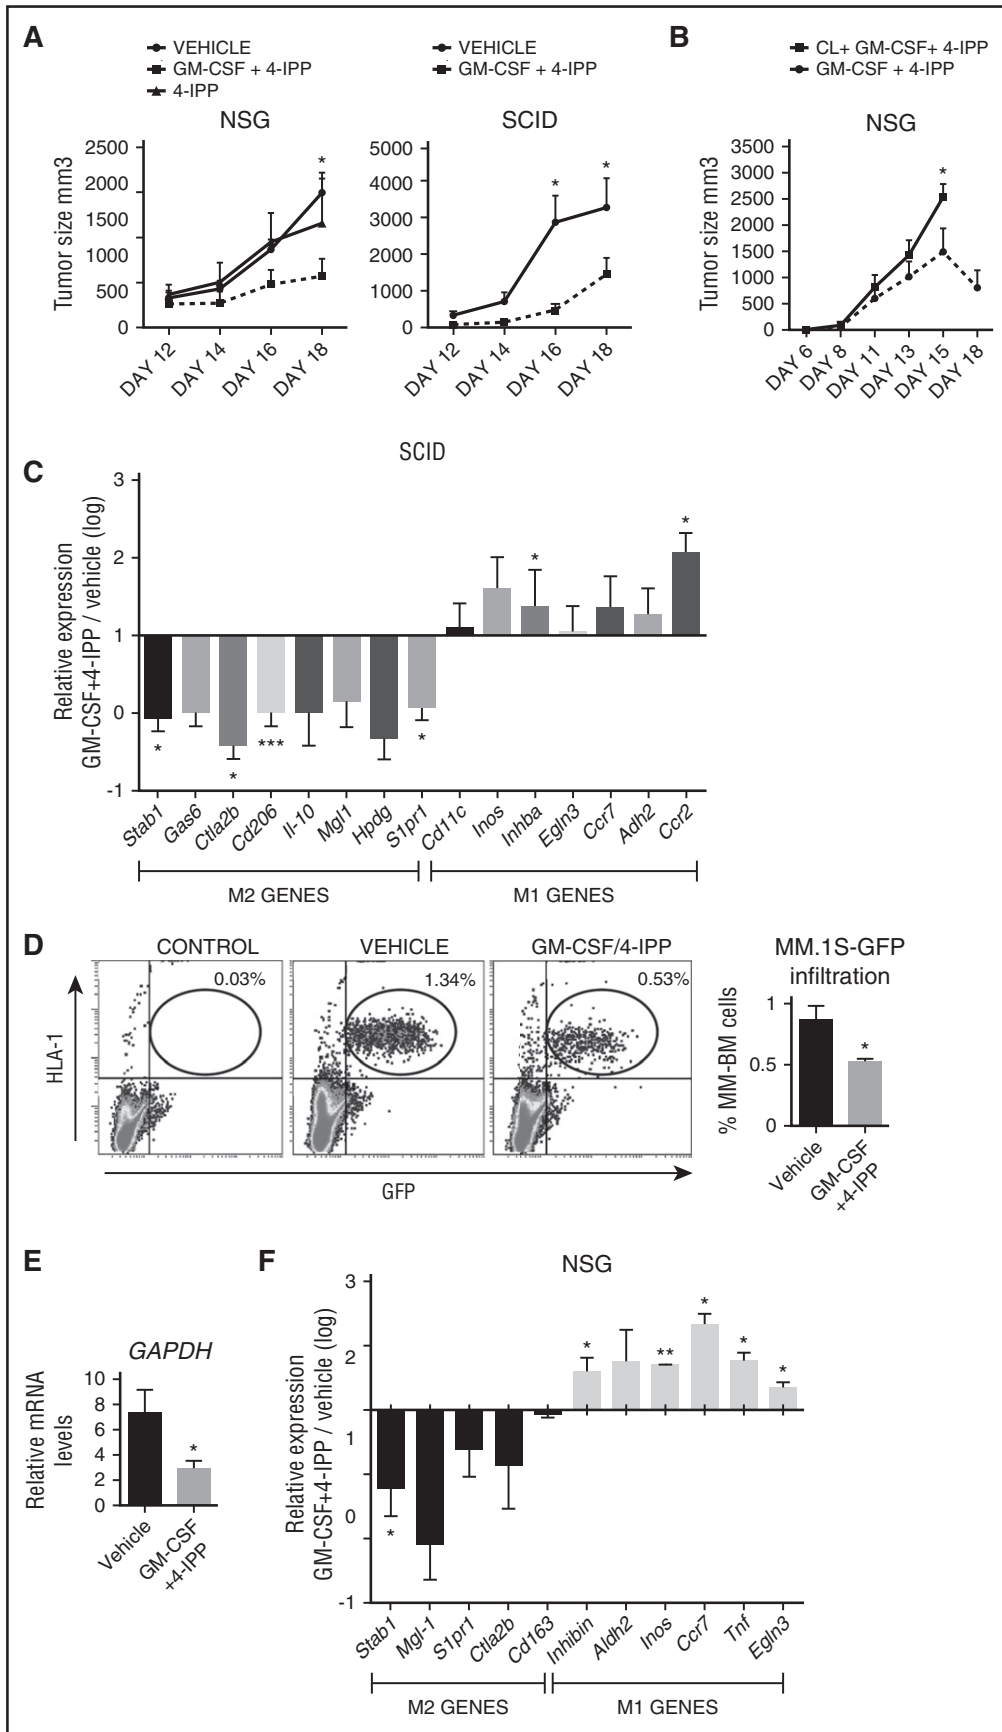 A
VEHICLE
GM-CSF + 4-IPP
4-IPP
NSG
Tumor size mm3
2500
2000
1500
1000
500
0
DAY 12
DAY 14
DAY 16
DAY 18
*
VEHICLE
GM-CSF + 4-IPP
SCID
5000
4000
3000
2000
1000
0
DAY 12
DAY 14
DAY 16
DAY 18
*
*
B
CL+ GM-CSF+ 4-IPP
GM-CSF + 4-IPP
NSG
Tumor size mm3
3500
3000
2500
2000
1500
1000
500
0
DAY 6
DAY 8
DAY 11
DAY 13
DAY 15
DAY 18
*
C
SCID
Relative expression
GM-CSF+4-IPP / vehicle (log)
3
2
1
0
-1
*
*
***
*
*
*
Stab1
Gas6
Ctla2b
Cd206
Il-10
Mgl1
Hpdg
S1pr1
Cd11c
Inos
Inhba
Egln3
Ccr7
Adh2
Ccr2
M2 GENES
M1 GENES
D
CONTROL
0.03%
VEHICLE
1.34%
GM-CSF/4-IPP
0.53%
HLA-1
GFP
MM.1S-GFP
infiltration
% MM-BM cells
1
0.5
0
*
Vehicle
GM-CSF
+4-IPP
E
GAPDH
Relative mRNA
levels
10
8
6
4
2
0
*
Vehicle
GM-CSF
+4-IPP
F
NSG
Relative expression
GM-CSF+4-IPP / vehicle (log)
3
2
1
0
-1
*
*
**
*
*
*
Stab1
Mgl-1
S1pr1
Ctla2b
Cd163
Inhibin
Aldh2
Inos
Ccr7
Tnf
Egln3
M2 GENES
M1 GENES